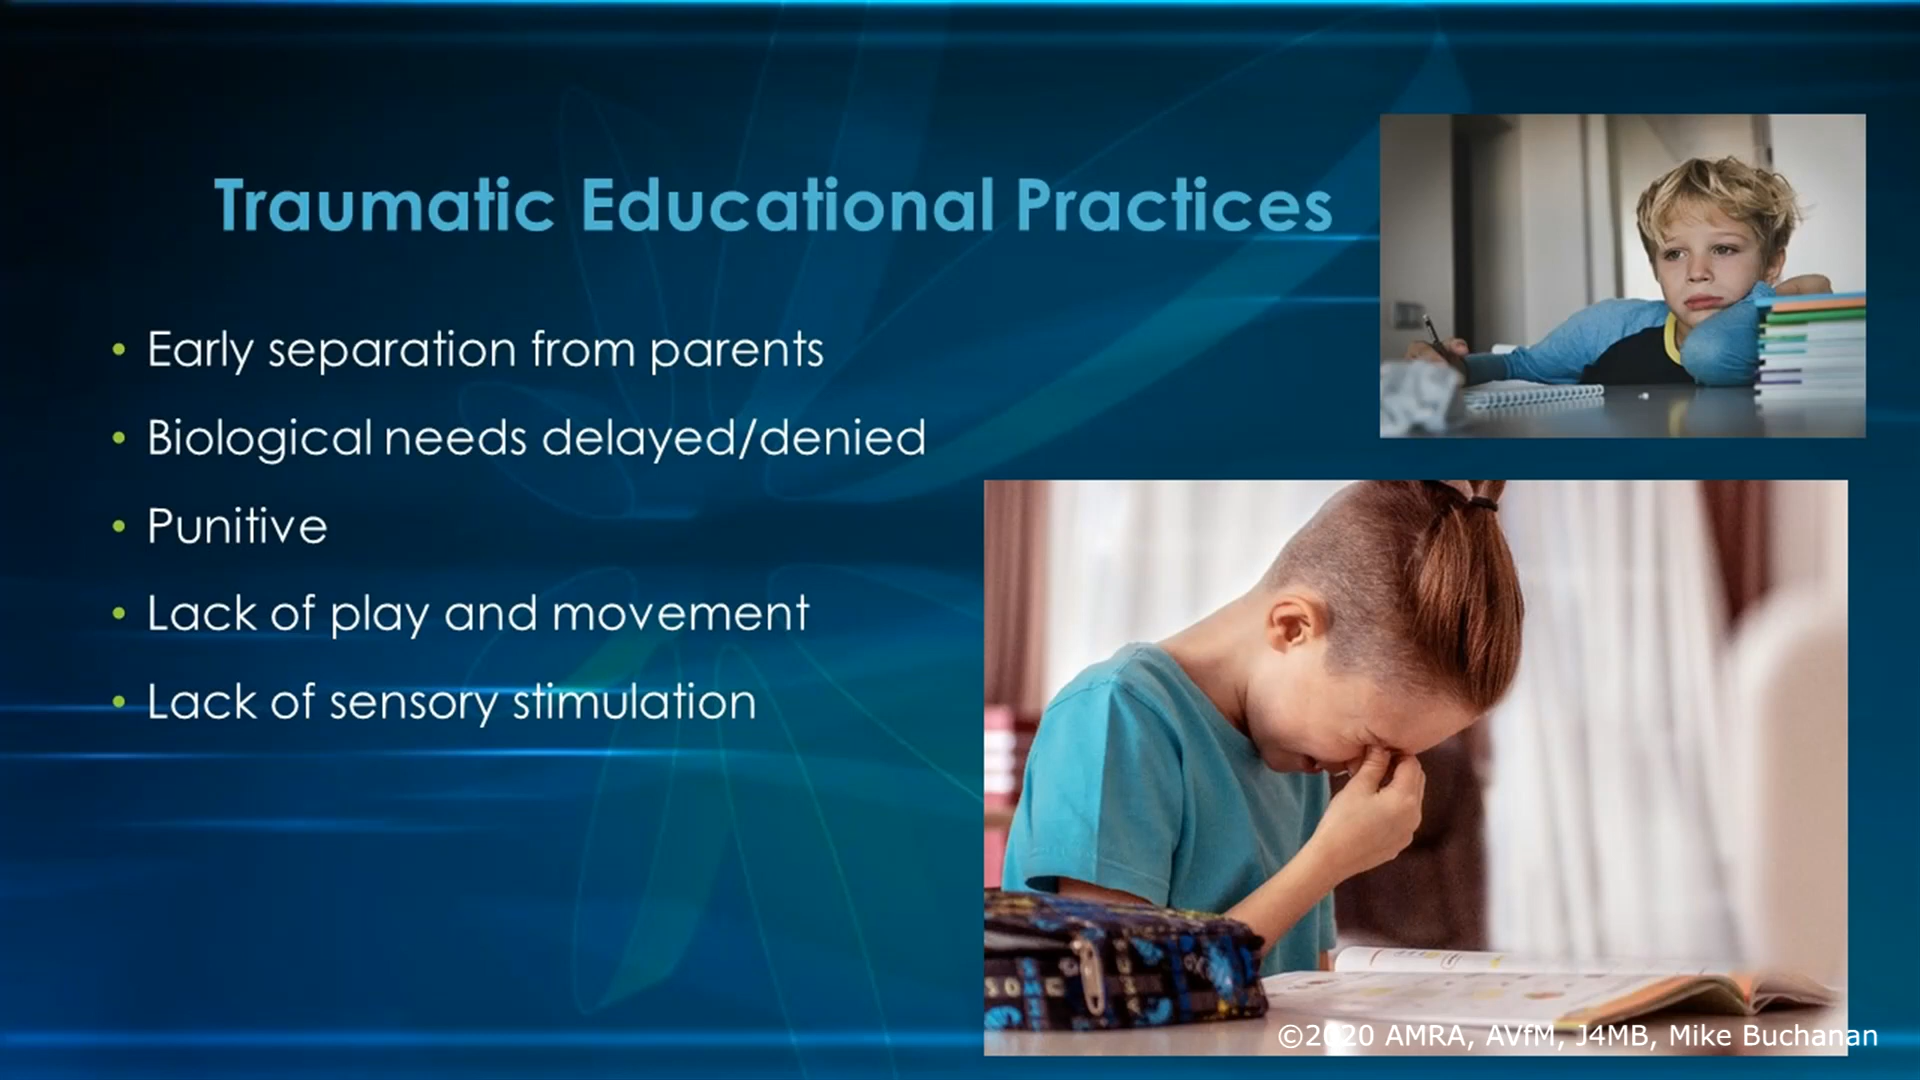 Traumatic Educational Practices
• Early separation from parents
• Biological needs delayed/denied
• Punitive
• Lack of play and movement
• Lack of sensory stimulation
©2020 AMRA, AVfM, J4MB, Mike Buchanan